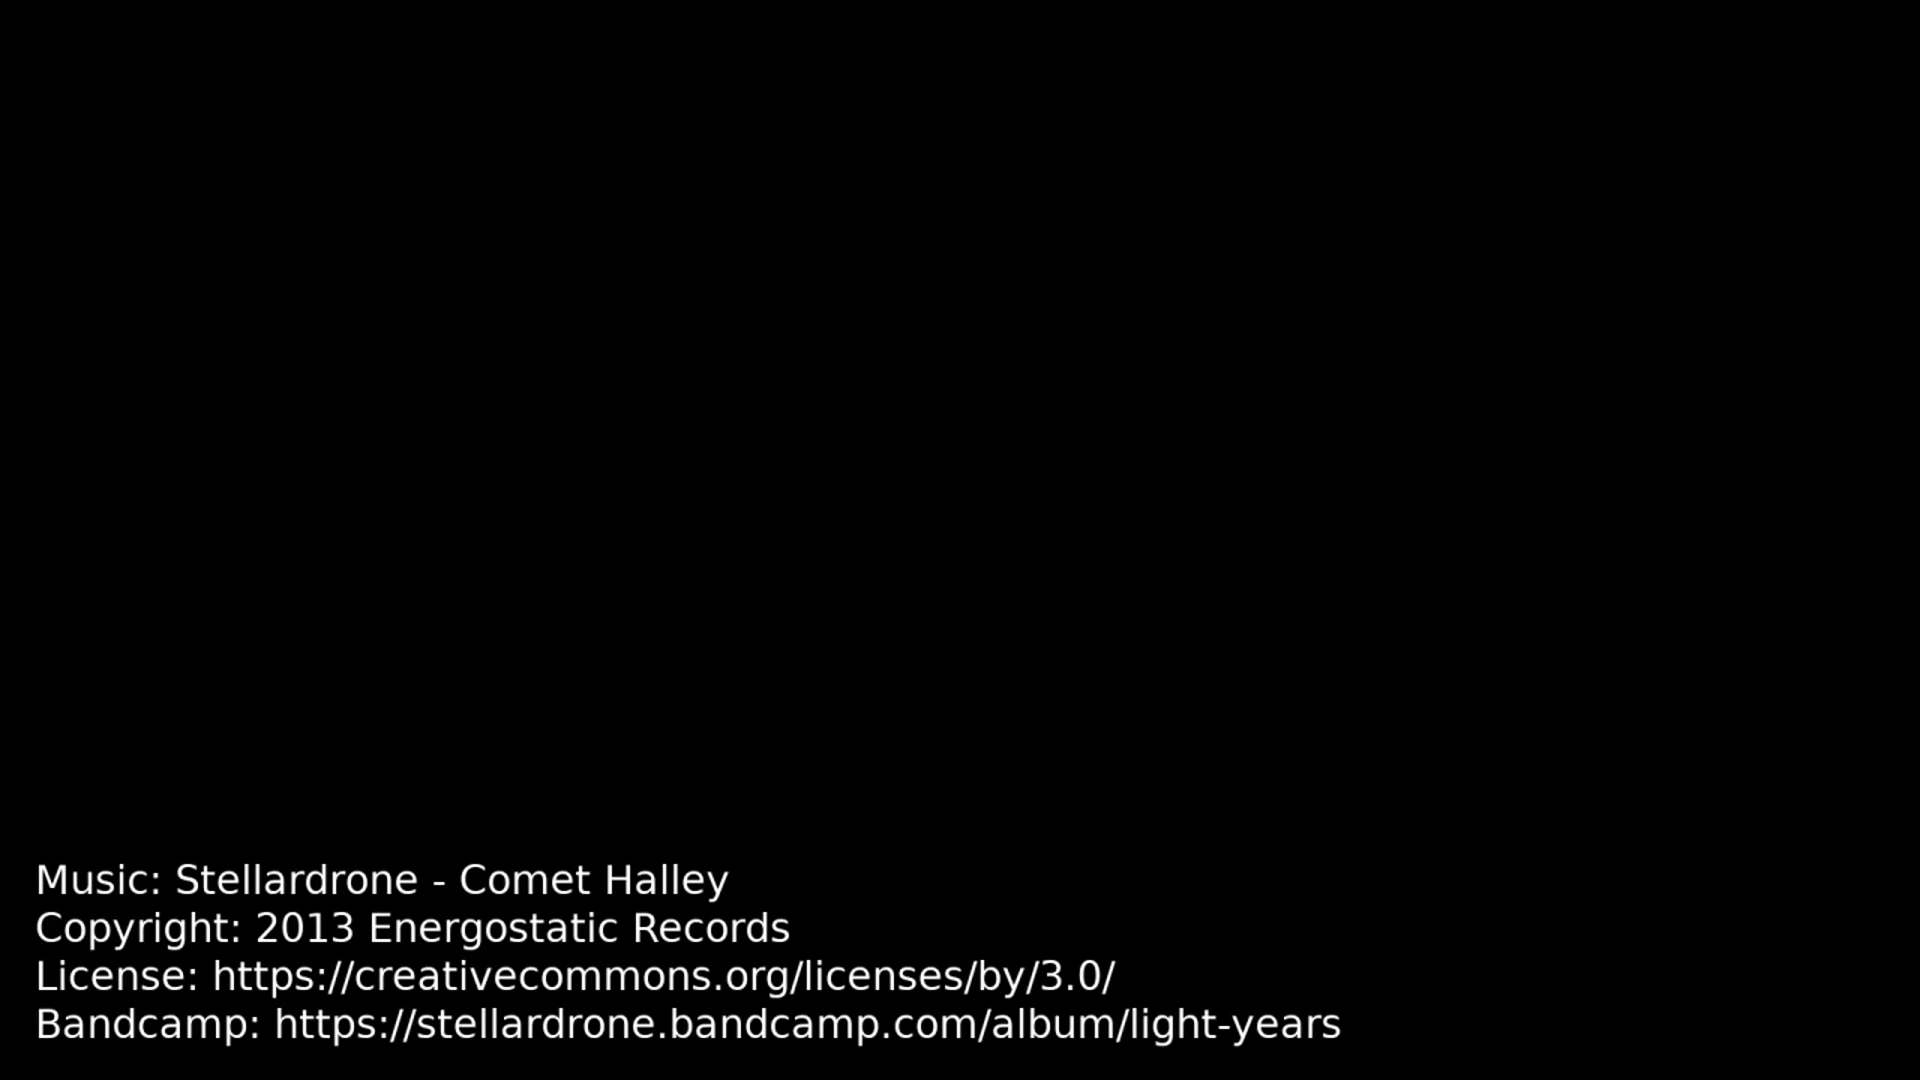 Music: Stellardrone - Comet Halley
Copyright: 2013 Energostatic Records
License: https://creativecommons.org/licenses/by/3.0/
Bandcamp: https://stellardrone.bandcamp.com/album/light-years